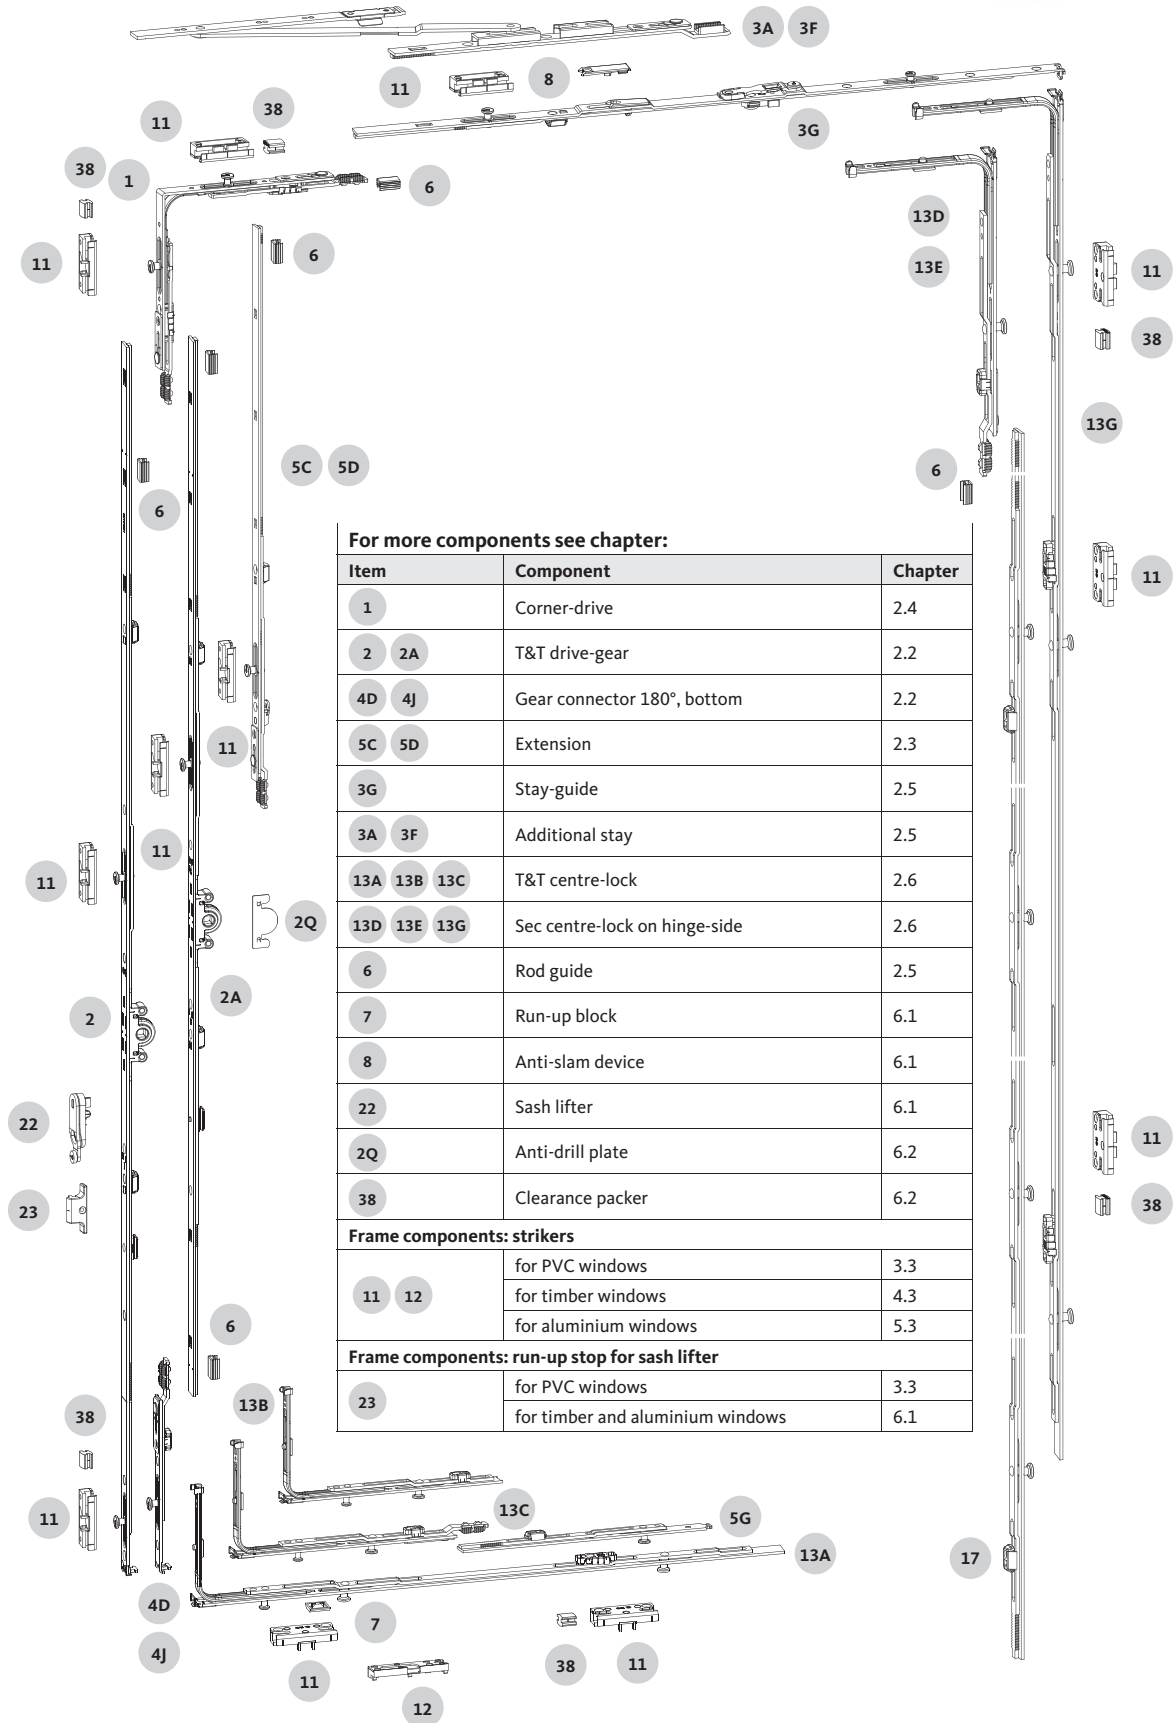 3A 3F
11 8
11 38
3G
38 1
6
11
6
13D
13E
11
38
13G
5C 5D
6
6
11
11
11
11
2Q
2A
2
22
23
11
38
6
13B
38
11
13C
5G
13A
17
4D
4J
7
11
38 11
12
For more components see chapter:
Item Component Chapter
1 Corner-drive 2.4
2 2A T&T drive-gear 2.2
4D 4J Gear connector 180°, bottom 2.2
5C 5D Extension 2.3
3G Stay-guide 2.5
3A 3F Additional stay 2.5
13A 13B 13C T&T centre-lock 2.6
13D 13E 13G Sec centre-lock on hinge-side 2.6
6 Rod guide 2.5
7 Run-up block 6.1
8 Anti-slam device 6.1
22 Sash lifter 6.1
2Q Anti-drill plate 6.2
38 Clearance packer 6.2
Frame components: strikers
11 12 for PVC windows 3.3
for timber windows 4.3
for aluminium windows 5.3
Frame components: run-up stop for sash lifter
23 for PVC windows 3.3
for timber and aluminium windows 6.1